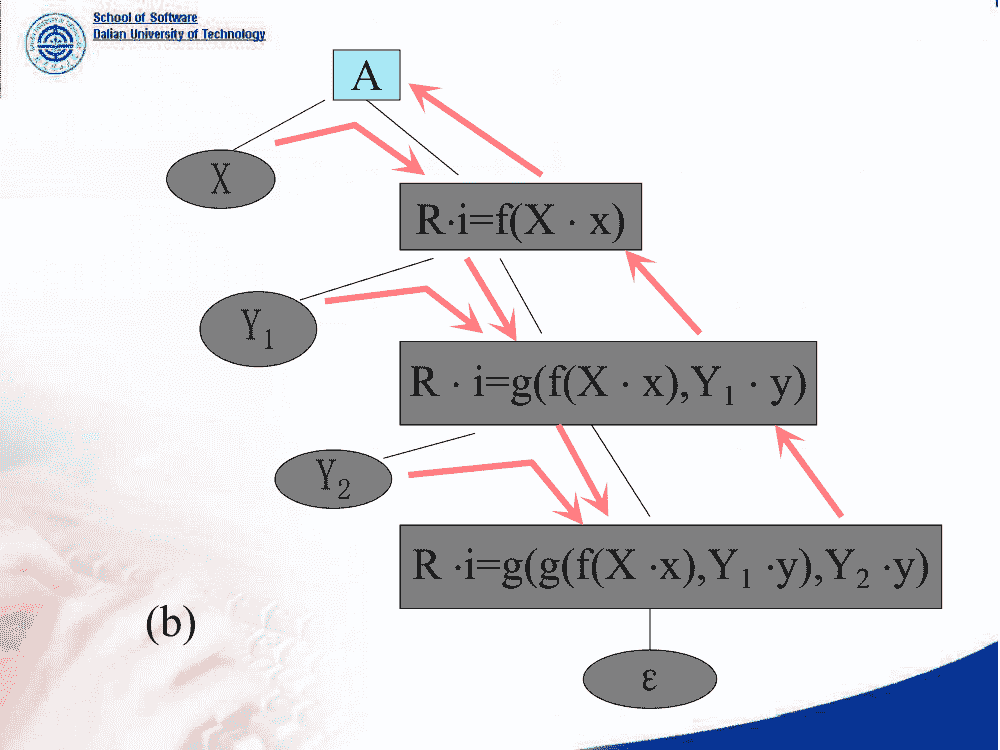 School of Software
Dalian University of Technology
A
X
R·i=f(X · x)
Y1
R · i=g(f(X · x),Y1 · y)
Y2
R ·i=g(g(f(X ·x),Y1 ·y),Y2 ·y)
(b)
ε